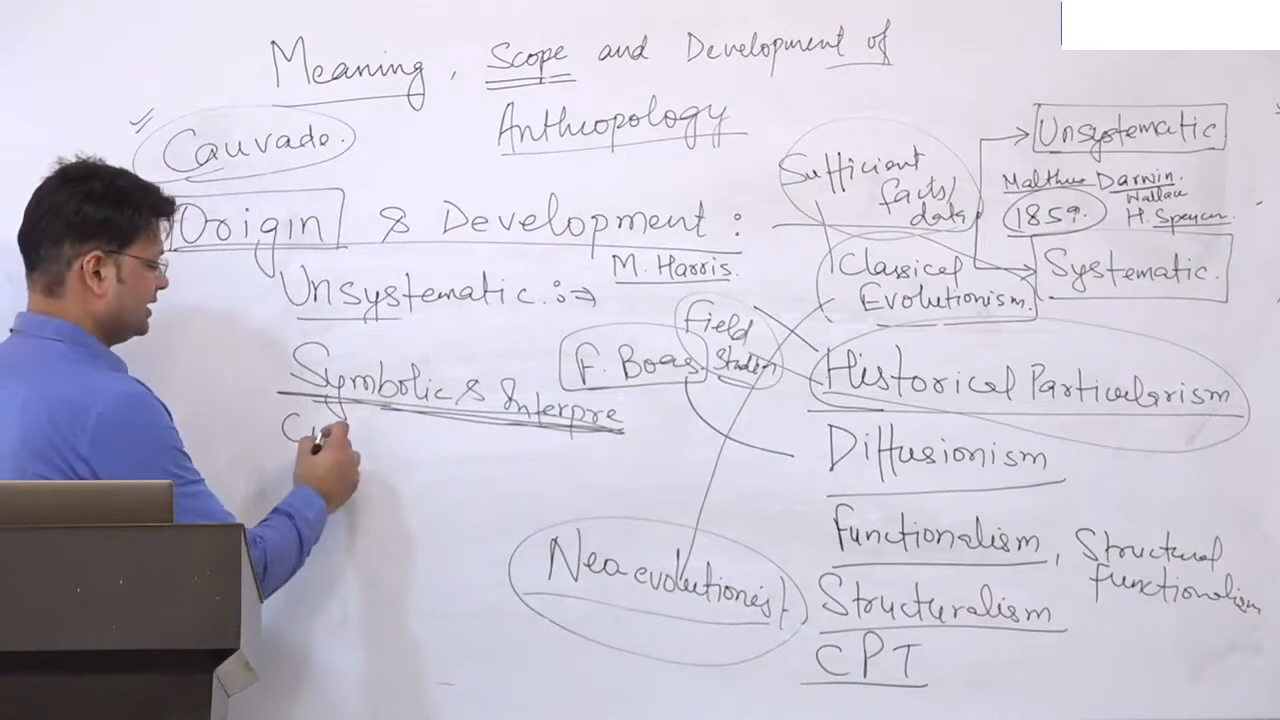 Meaning, Scope and Development of
Anthropology
Cauvade.
Origin & Development :
M. Harris.
Unsystematic. :⇒
Symbolic & Interpre
F. Boas.
Field
Studies
Neo-evolutionist
Sufficient
facts/
data
Classical
Evolutionism.
Unsystematic
Malthus Darwin.
Wallace
1859. H. Spencer.
Systematic.
Historical Particularism
Diffusionism
Functionalism, Structural
functionalism
Structuralism
CPT